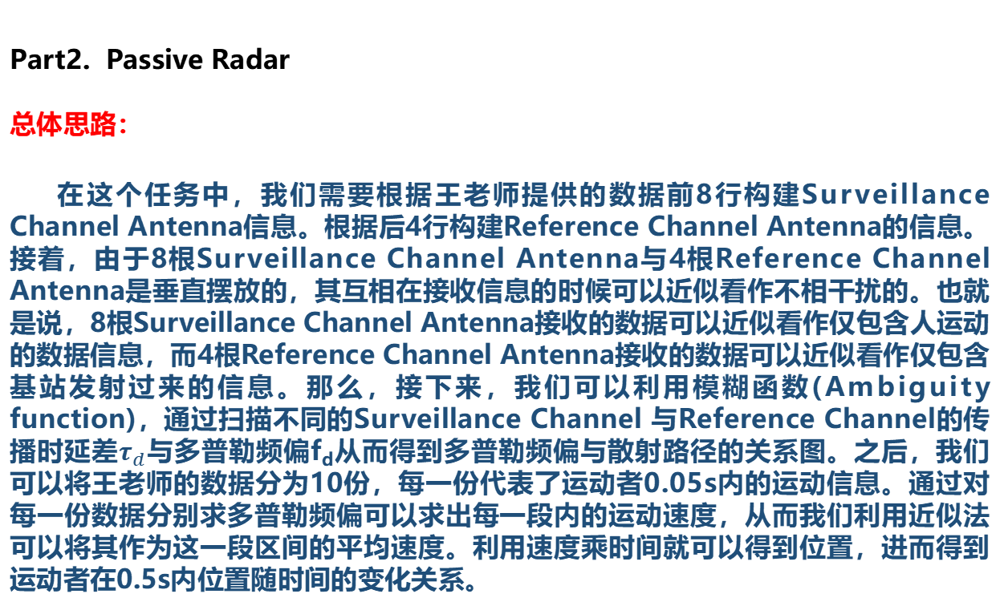 Part2.  Passive Radar
总体思路：
在这个任务中，我们需要根据王老师提供的数据前8行构建Surveillance
Channel Antenna信息。根据后4行构建Reference Channel Antenna的信息。
接着，由于8根Surveillance Channel Antenna与4根Reference Channel
Antenna是垂直摆放的，其互相在接收信息的时候可以近似看作不相干扰的。也就
是说，8根Surveillance Channel Antenna接收的数据可以近似看作仅包含人运动
的数据信息，而4根Reference Channel Antenna接收的数据可以近似看作仅包含
基站发射过来的信息。那么，接下来，我们可以利用模糊函数(Ambiguity
function)，通过扫描不同的Surveillance Channel 与Reference Channel的传
播时延差τ_d与多普勒频偏f_d从而得到多普勒频偏与散射路径的关系图。之后，我们
可以将王老师的数据分为10份，每一份代表了运动者0.05s内的运动信息。通过对
每一份数据分别求多普勒频偏可以求出每一段内的运动速度，从而我们利用近似法
可以将其作为这一段区间的平均速度。利用速度乘时间就可以得到位置，进而得到
运动者在0.5s内位置随时间的变化关系。